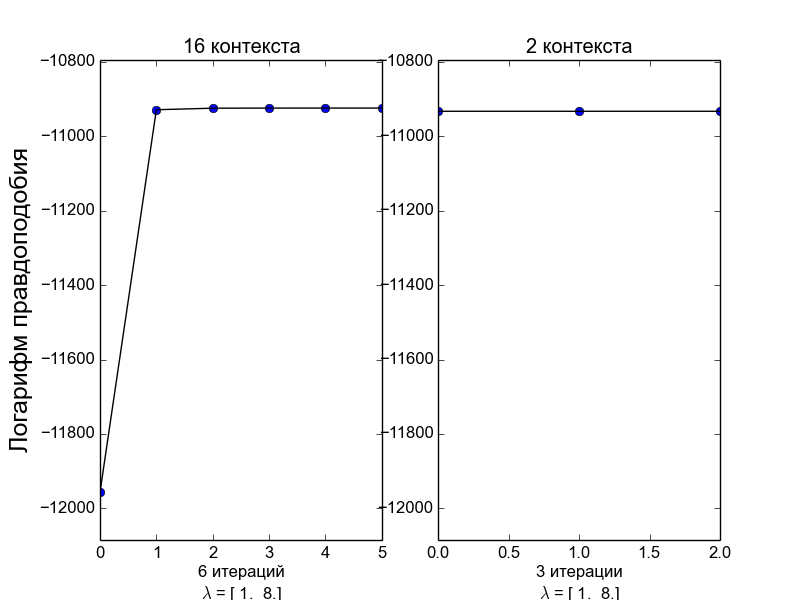 16 контекста
2 контекста
Логарифм правдоподобия
−10800
−11000
−11200
−11400
−11600
−11800
−12000
0 1 2 3 4 5
6 итераций
λ = [ 1. 8.]
−10800
−11000
−11200
−11400
−11600
−11800
−12000
0.0 0.5 1.0 1.5 2.0
3 итерации
λ = [ 1. 8.]